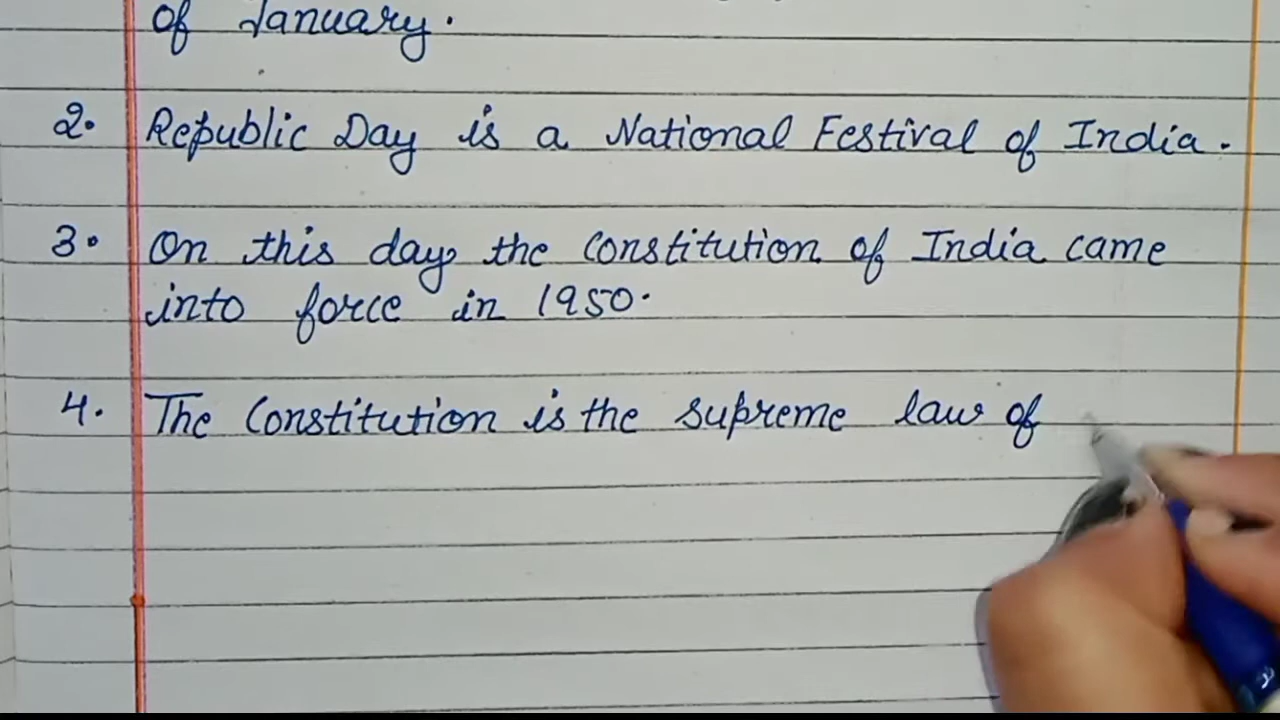 of January.
2. Republic Day is a National Festival of India.
3. On this day, the Constitution of India came
into force in 1950.
4. The Constitution is the supreme law of